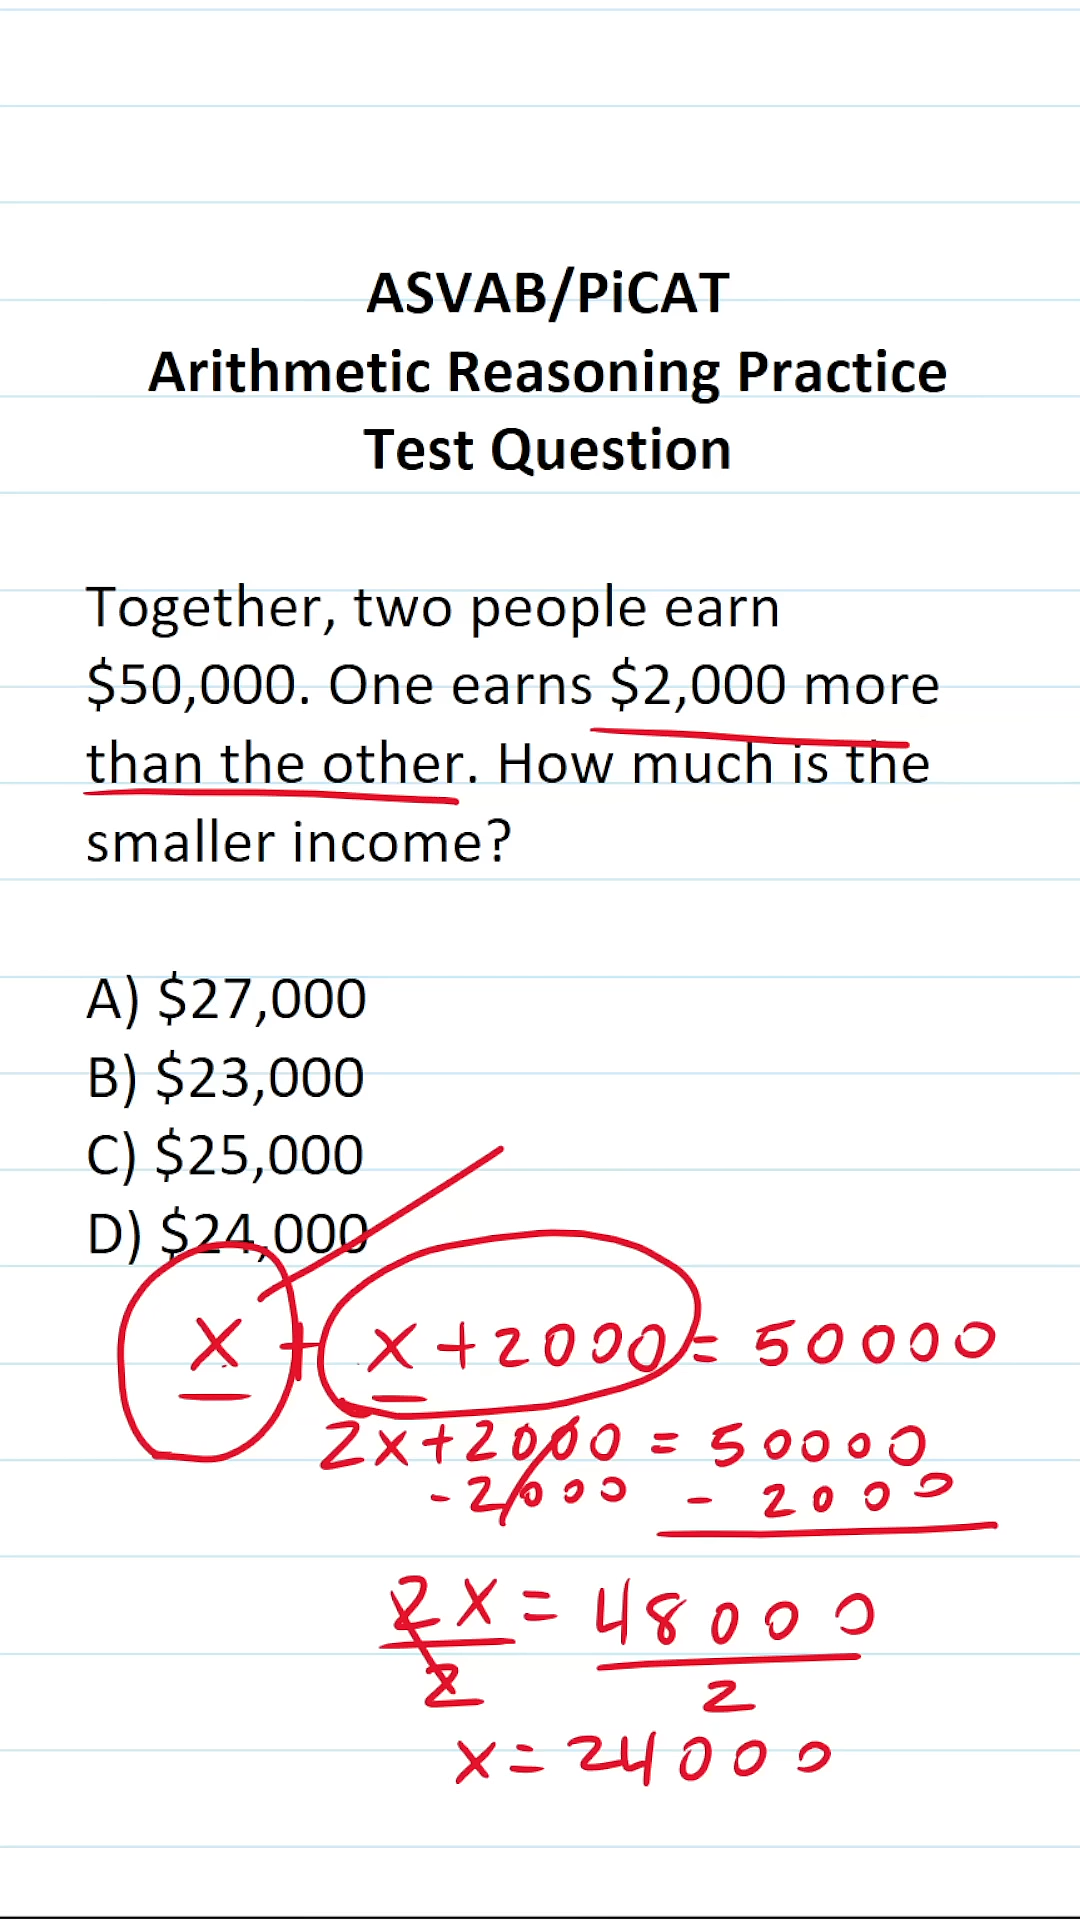 ASVAB/PiCAT
Arithmetic Reasoning Practice
Test Question
Together, two people earn
$50,000. One earns $2,000 more
than the other. How much is the
smaller income?
A) $27,000
B) $23,000
C) $25,000
D) $24,000
x + x + 2000 = 50000
2x + 2000 = 50000
- 2000 - 2000
2x = 48000
2 2
x = 24000